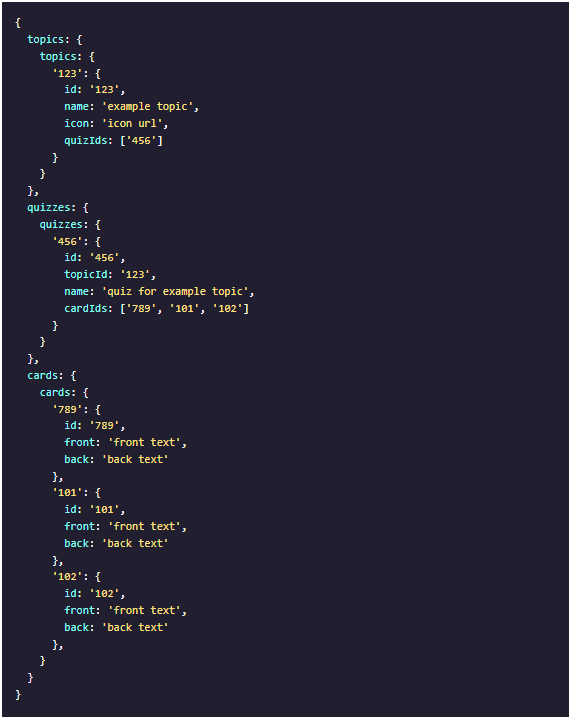 {
  topics: {
    topics: {
      '123': {
        id: '123',
        name: 'example topic',
        icon: 'icon url',
        quizIds: ['456']
      }
    }
  },
  quizzes: {
    quizzes: {
      '456': {
        id: '456',
        topicId: '123',
        name: 'quiz for example topic',
        cardIds: ['789', '101', '102']
      }
    }
  },
  cards: {
    cards: {
      '789': {
        id: '789',
        front: 'front text',
        back: 'back text'
      },
      '101': {
        id: '101',
        front: 'front text',
        back: 'back text'
      },
      '102': {
        id: '102',
        front: 'front text',
        back: 'back text'
      },
    }
  }
}